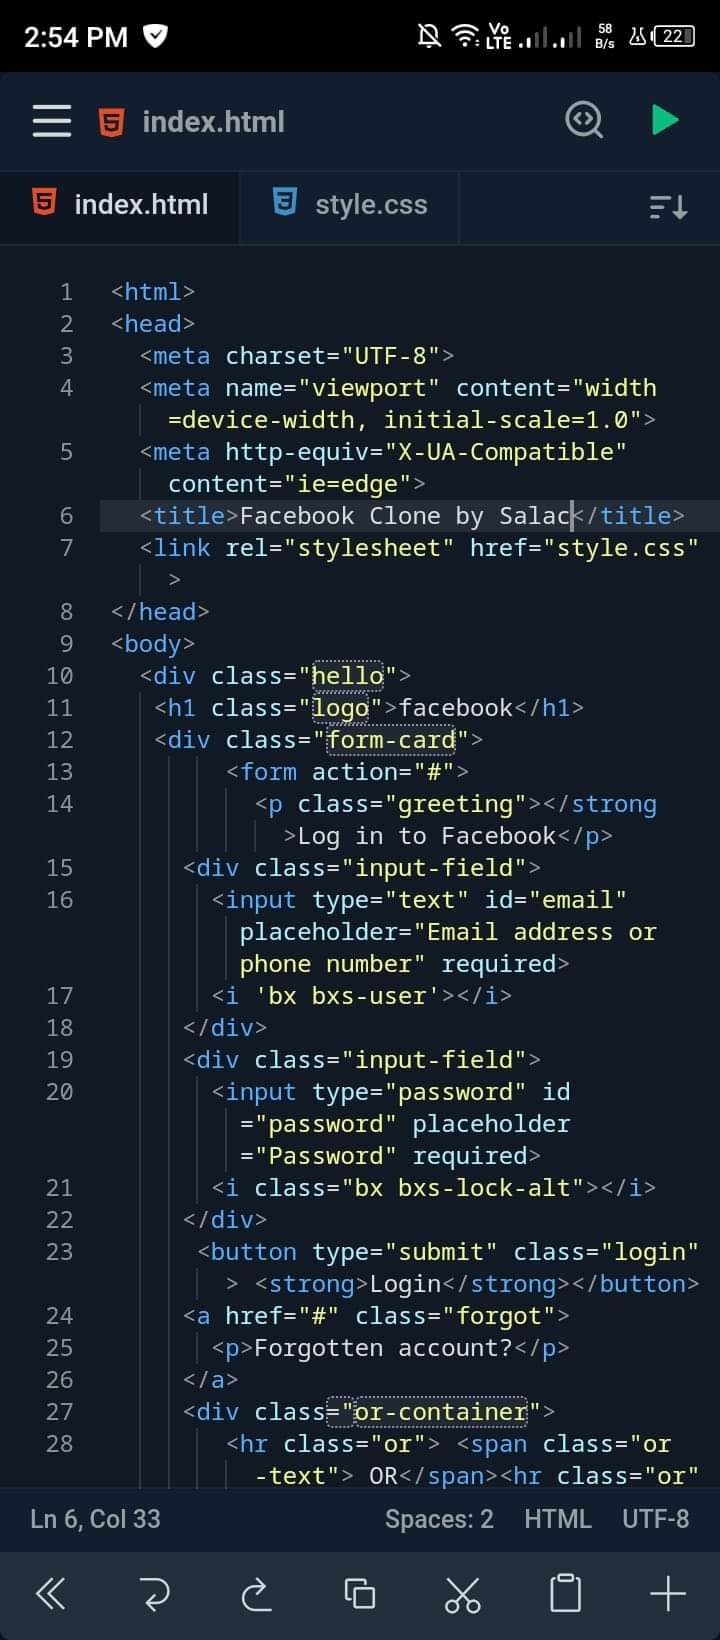 2:54 PM Vo LTE 58 B/s 22
index.html
index.html style.css
1 <html>
2 <head>
3 <meta charset="UTF-8">
4 <meta name="viewport" content="width
=device-width, initial-scale=1.0">
5 <meta http-equiv="X-UA-Compatible"
content="ie=edge">
6 <title>Facebook Clone by Salac</title>
7 <link rel="stylesheet" href="style.css"
>
8 </head>
9 <body>
10 <div class="hello">
11 <h1 class="logo">facebook</h1>
12 <div class="form-card">
13 <form action="#">
14 <p class="greeting"></strong
>Log in to Facebook</p>
15 <div class="input-field">
16 <input type="text" id="email"
placeholder="Email address or
phone number" required>
17 <i 'bx bxs-user'></i>
18 </div>
19 <div class="input-field">
20 <input type="password" id
="password" placeholder
="Password" required>
21 <i class="bx bxs-lock-alt"></i>
22 </div>
23 <button type="submit" class="login"
> <strong>Login</strong></button>
24 <a href="#" class="forgot">
25 <p>Forgotten account?</p>
26 </a>
27 <div class="or-container">
28 <hr class="or"> <span class="or
-text"> OR</span><hr class="or"
Ln 6, Col 33 Spaces: 2 HTML UTF-8